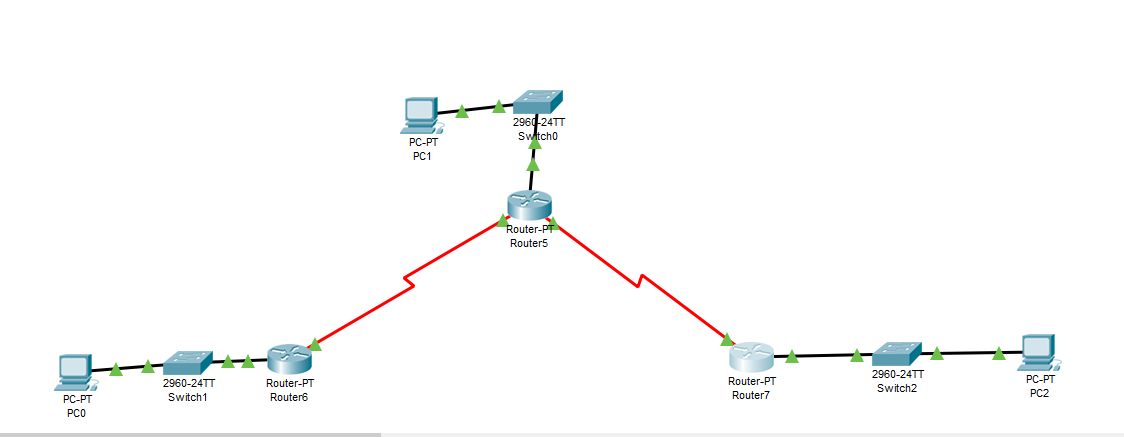 2960-24TT
Switch0
PC-PT
PC1
Router-PT
Router5
PC-PT
PC0
2960-24TT
Switch1
Router-PT
Router6
Router-PT
Router7
2960-24TT
Switch2
PC-PT
PC2